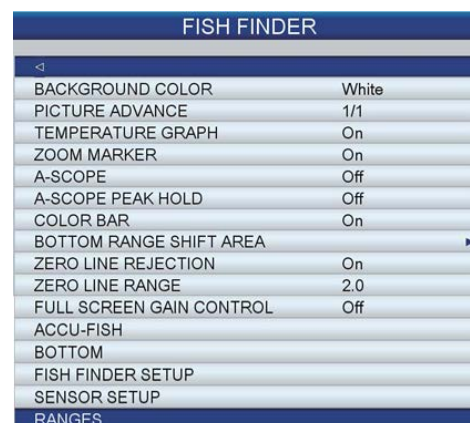 FISH FINDER
BACKGROUND COLOR White
PICTURE ADVANCE 1/1
TEMPERATURE GRAPH On
ZOOM MARKER On
A-SCOPE Off
A-SCOPE PEAK HOLD Off
COLOR BAR On
BOTTOM RANGE SHIFT AREA
ZERO LINE REJECTION On
ZERO LINE RANGE 2.0
FULL SCREEN GAIN CONTROL Off
ACCU-FISH
BOTTOM
FISH FINDER SETUP
SENSOR SETUP
RANGES